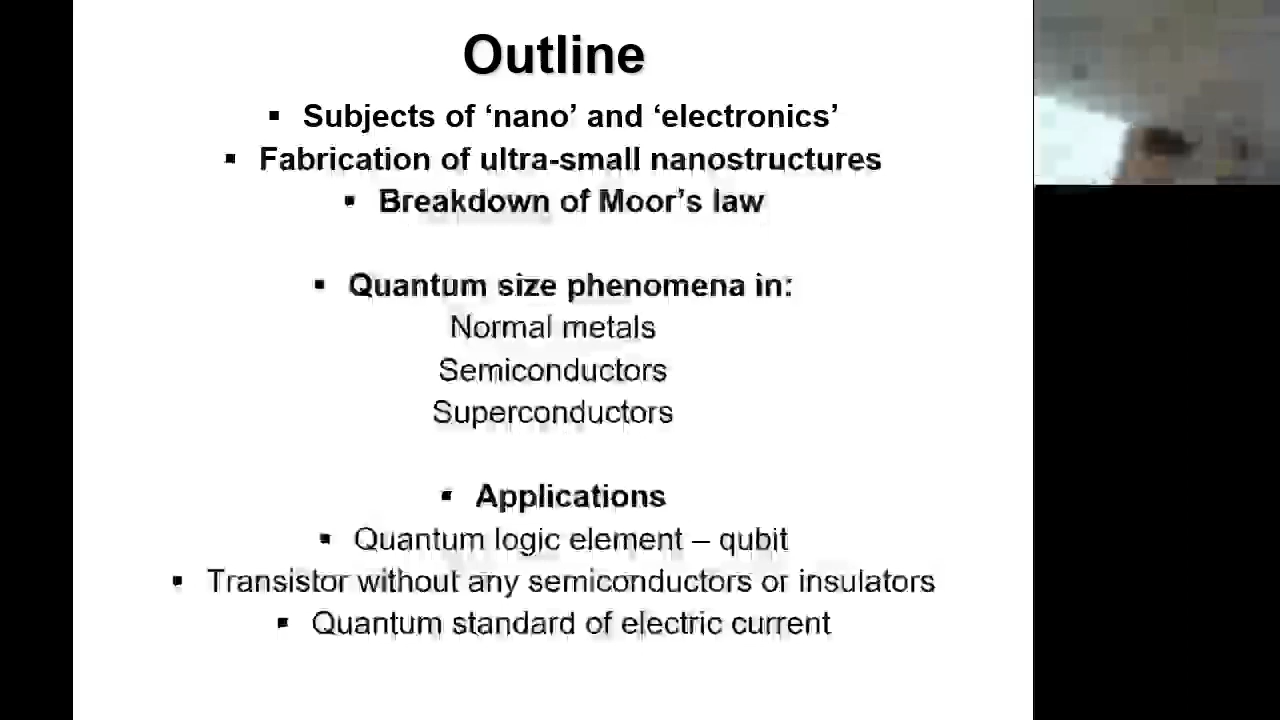 Outline
▪ Subjects of ‘nano’ and ‘electronics’
▪ Fabrication of ultra-small nanostructures
▪ Breakdown of Moor’s law
▪ Quantum size phenomena in:
Normal metals
Semiconductors
Superconductors
▪ Applications
▪ Quantum logic element – qubit
▪ Transistor without any semiconductors or insulators
▪ Quantum standard of electric current